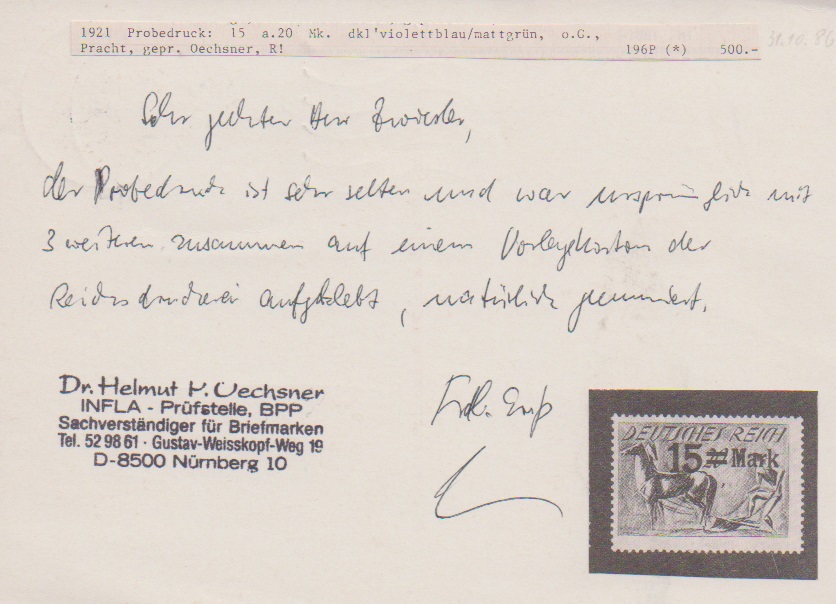 1921 Probedruck: 15 a.20 Mk. dkl'violettblau/mattgrün, o.G.,
Pracht, gepr. Oechsner, R! 196P (*) 500.-
31.10.86
Sehr geehrter Herr
der Probedruck ist sehr selten und war ursprünglich mit
3 weiteren zusammen auf einem Vorlagekarton der
Reichsdruckerei aufgeklebt, natürlich gummiert.
Frdl. Gruß
Dr. Helmut P. Oechsner
INFLA - Prüfstelle, BPP
Sachverständiger für Briefmarken
Tel. 52 98 61 · Gustav-Weisskopf-Weg 19
D-8500 Nürnberg 10
DEUTSCHES REICH
15 Mark